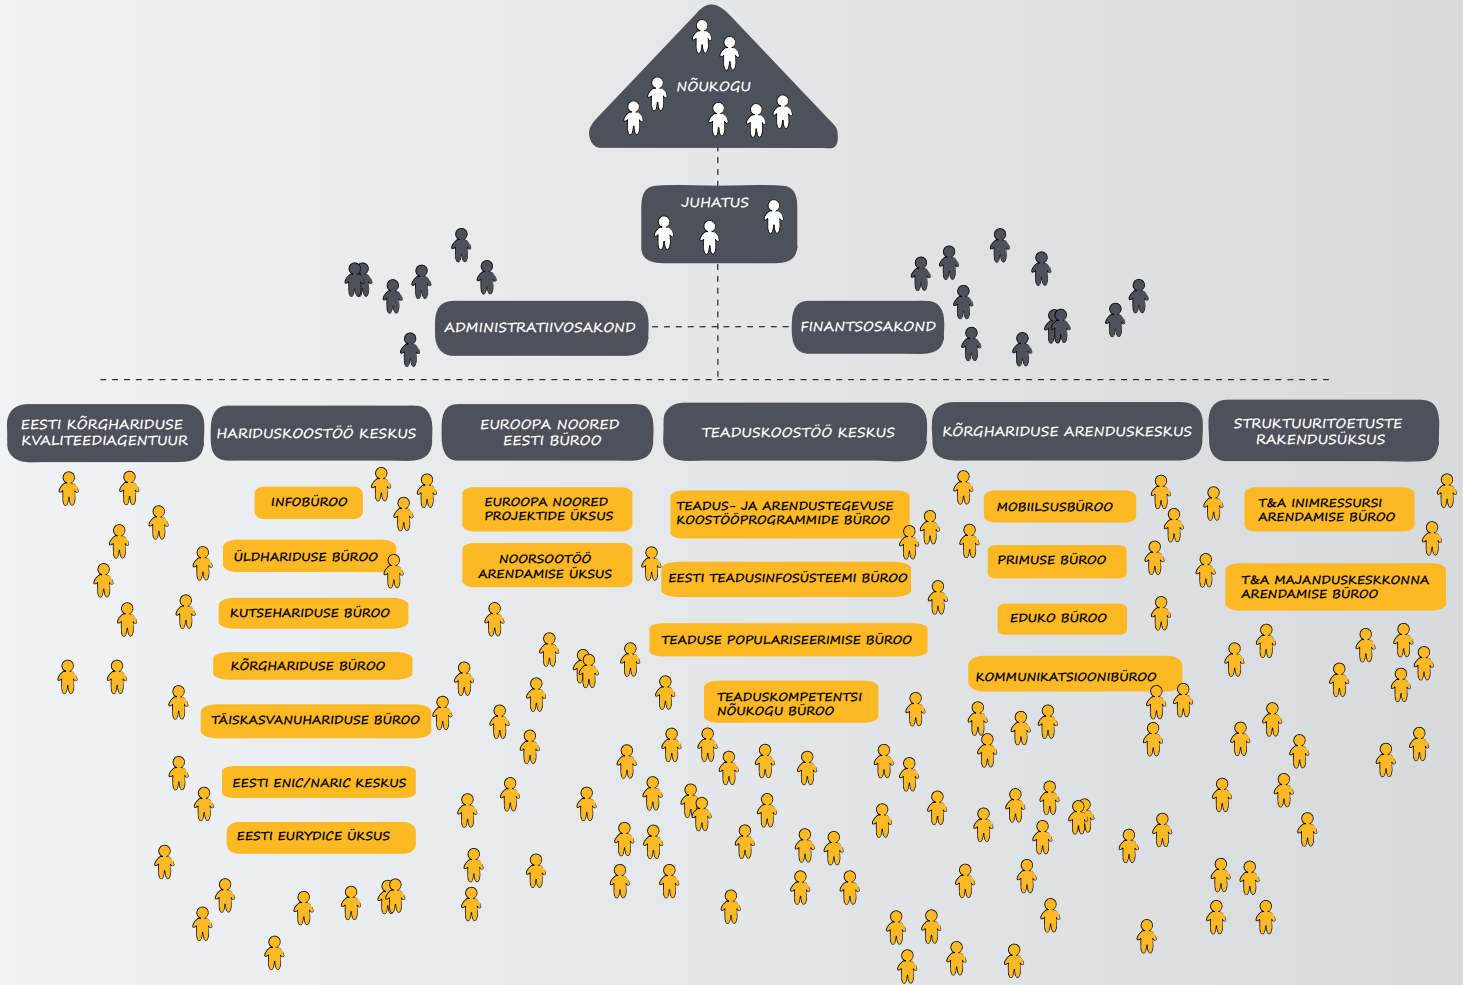 NÕUKOGU
JUHATUS
ADMINISTRATIIVOSAKOND
FINANTSOSAKOND
EESTI KÕRGHARIDUSE
KVALITEEDIAGENTUUR
HARIDUSKOOSTÖÖ KESKUS
INFOBÜROO
ÜLDHARIDUSE BÜROO
KUTSEHARIDUSE BÜROO
KÕRGHARIDUSE BÜROO
TÄISKASVANUHARIDUSE BÜROO
EESTI ENIC/NARIC KESKUS
EESTI EURYDICE ÜKSUS
EUROOPA NOORED
EESTI BÜROO
EUROOPA NOORED
PROJEKTIDE ÜKSUS
NOORSOOTÖÖ
ARENDAMISE ÜKSUS
TEADUSKOOSTÖÖ KESKUS
TEADUS- JA ARENDUSTEGEVUSE
KOOSTÖÖPROGRAMMIDE BÜROO
EESTI TEADUSINFOSÜSTEEMI BÜROO
TEADUSE POPULARISEERIMISE BÜROO
TEADUSKOMPETENTSI
NÕUKOGU BÜROO
KÕRGHARIDUSE ARENDUSKESKUS
MOBIILSUSBÜROO
PRIMUSE BÜROO
EDUKO BÜROO
KOMMUNIKATSIOONIBÜROO
STRUKTUURITOETUSTE
RAKENDUSÜKSUS
T&A INIMRESSURSI
ARENDAMISE BÜROO
T&A MAJANDUSKESKKONNA
ARENDAMISE BÜROO